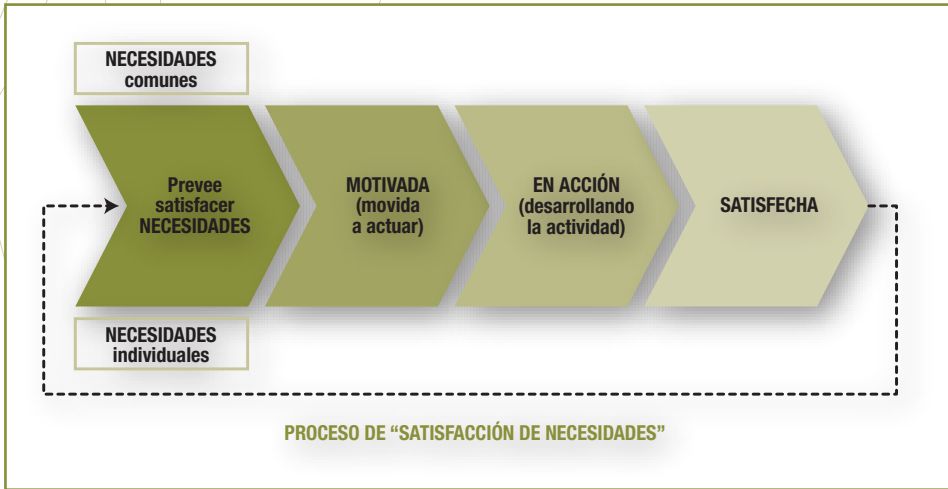 NECESIDADES
comunes
Prevee
satisfacer
NECESIDADES
MOTIVADA
(movida
a actuar)
EN ACCIÓN
(desarrollando
la actividad)
SATISFECHA
NECESIDADES
individuales
PROCESO DE “SATISFACCIÓN DE NECESIDADES”